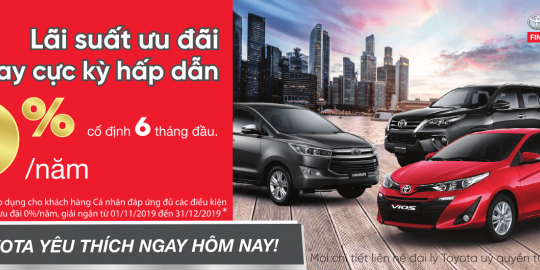 Lãi suất ưu đãi
ay cực kỳ hấp dẫn
%
cố định 6 tháng đầu.
/năm
dụng cho khách hàng Cá nhân đáp ứng đủ các điều kiện
ưu đãi 0%/năm, giải ngân từ 01/11/2019 đến 31/12/2019 *
OTA YÊU THÍCH NGAY HÔM NAY!
INNOVA
VIOS
FIN
Mọi chi tiết liên hệ đại lý Toyota uỷ quyền